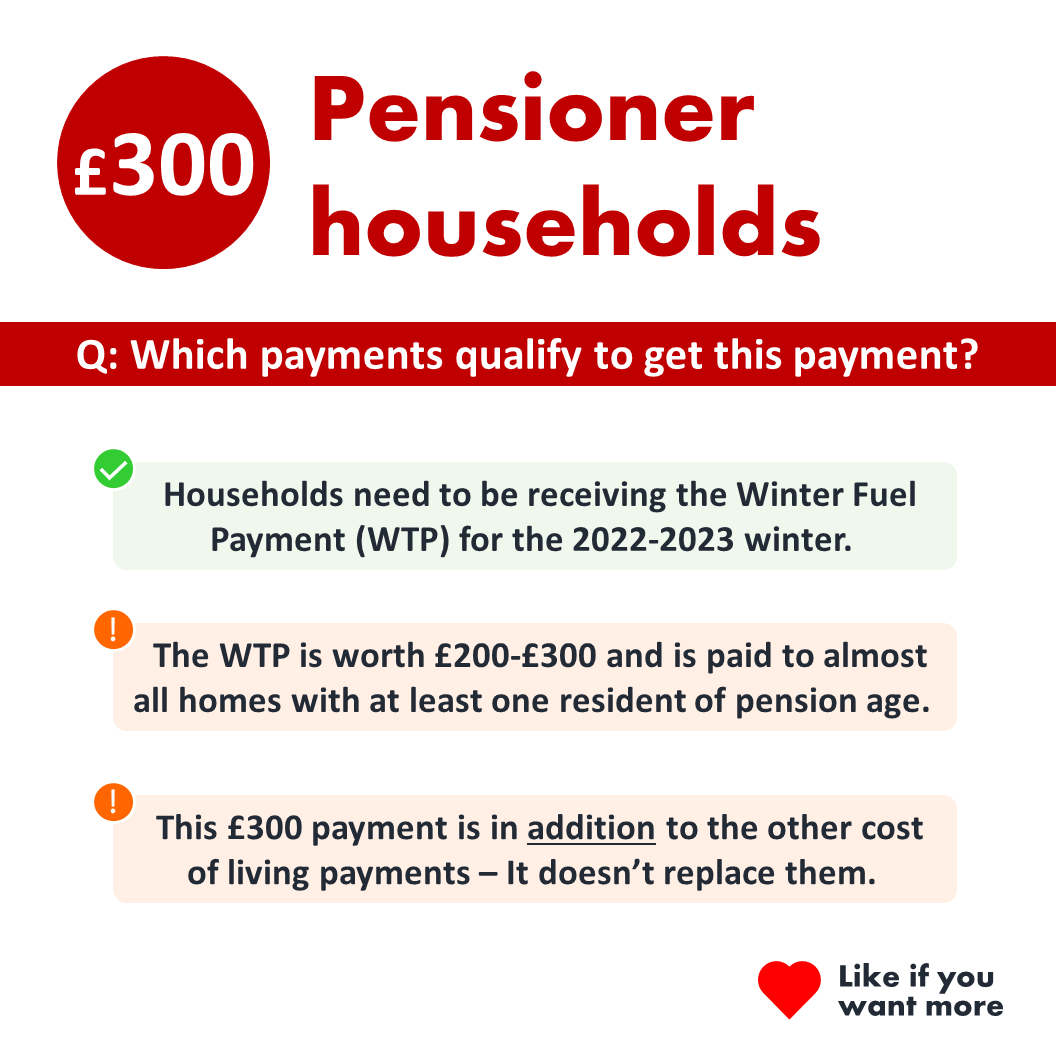 £300
Pensioner
households
Q: Which payments qualify to get this payment?
Households need to be receiving the Winter Fuel
Payment (WTP) for the 2022-2023 winter.
!
The WTP is worth £200-£300 and is paid to almost
all homes with at least one resident of pension age.
!
This £300 payment is in addition to the other cost
of living payments – It doesn’t replace them.
Like if you
want more